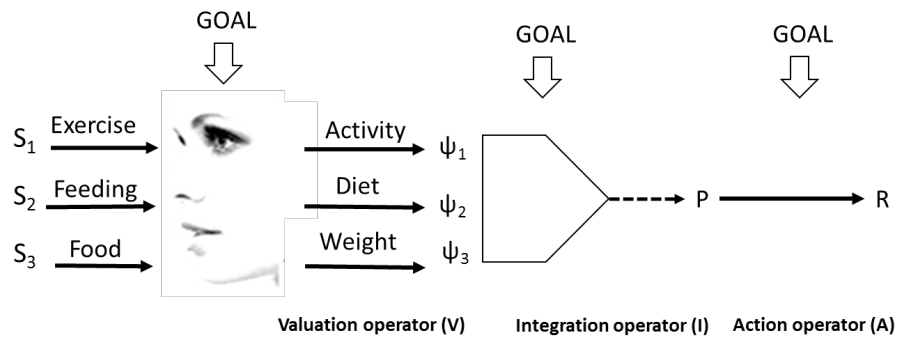 GOAL
GOAL
GOAL
S1 Exercise Activity ψ1
S2 Feeding Diet ψ2 P R
S3 Food Weight ψ3
Valuation operator (V) Integration operator (I) Action operator (A)